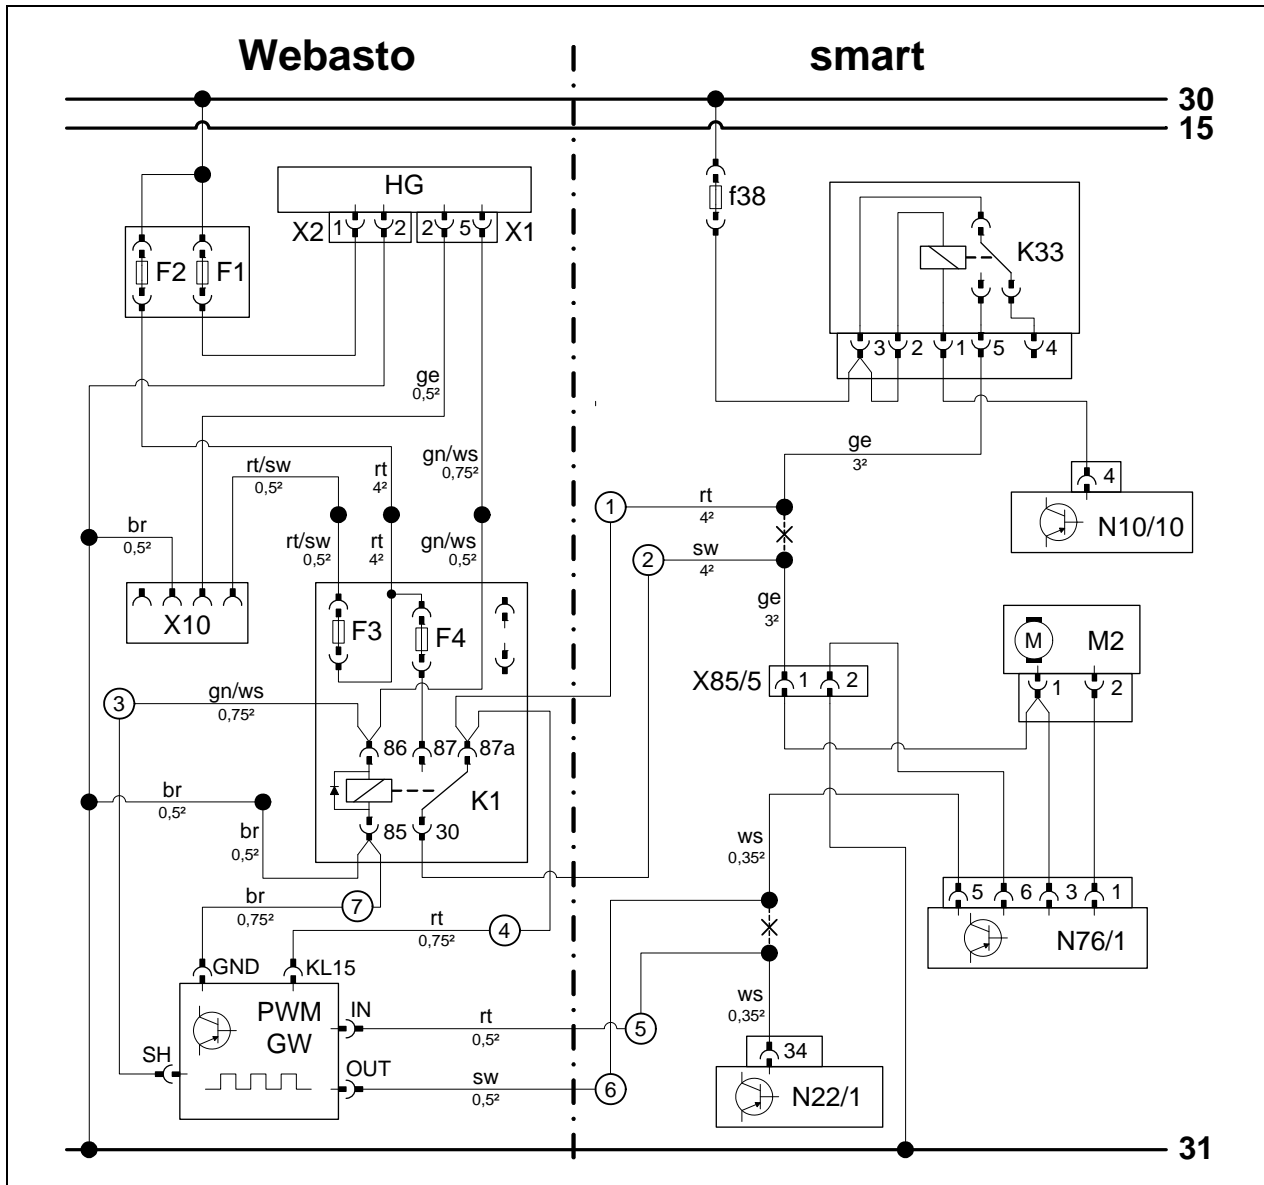 Webasto smart
30
15
HG
f38
X2 1 2 2 5 X1
K33
F2 F1
3 2 1 5 4
ge
0,5²
ge
3²
gn/ws
0,75²
rt/sw
0,5²
rt
4²
4
1
rt
4²
N10/10
br
0,5²
rt/sw
0,5²
rt
4²
gn/ws
0,5²
2
sw
4²
ge
3²
X10
F3 F4
M M2
X85/5 1 2
1 2
3
gn/ws
0,75²
86 87 87a
br
0,5²
K1
br
0,5²
85 30
ws
0,35²
5 6 3 1
br
0,75²
7
rt
0,75²
4
N76/1
GND KL15
ws
0,35²
PWM
GW
IN
rt
0,5²
5
SH
34
OUT
sw
0,5²
6
N22/1
31